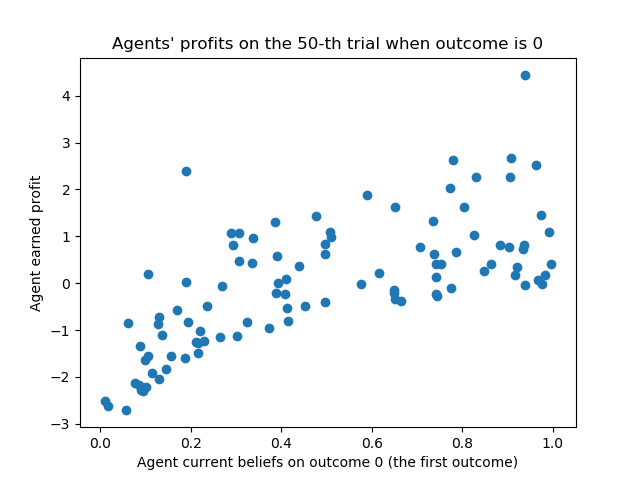 Agents' profits on the 50-th trial when outcome is 0
Agent earned profit
4
3
2
1
0
−1
−2
−3
0.0 0.2 0.4 0.6 0.8 1.0
Agent current beliefs on outcome 0 (the first outcome)